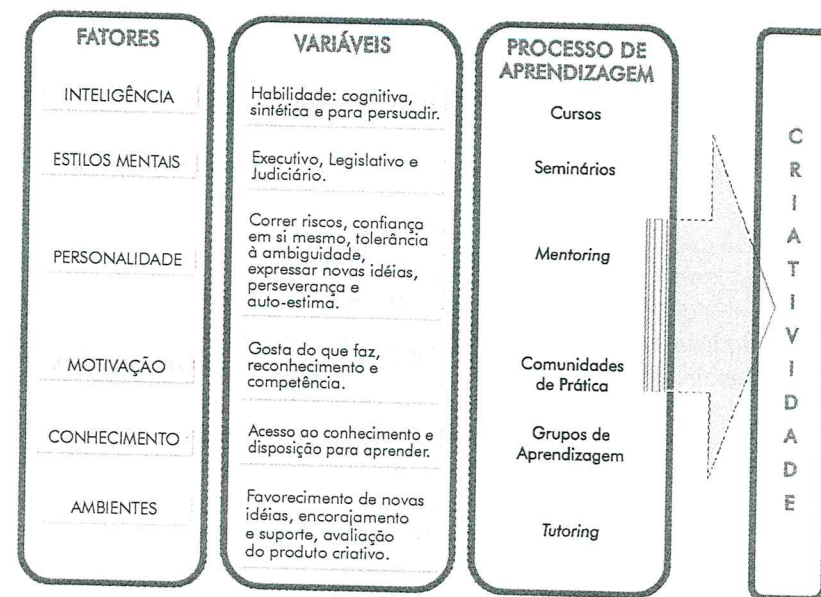 FATORES
INTELIGÊNCIA
ESTILOS MENTAIS
PERSONALIDADE
MOTIVAÇÃO
CONHECIMENTO
AMBIENTES
VARIÁVEIS
Habilidade: cognitiva,
sintética e para persuadir.
Executivo, Legislativo e
Judiciário.
Correr riscos, confiança
em si mesmo, tolerância
à ambiguidade,
expressar novas idéias,
perseverança e
auto-estima.
Gosta do que faz,
reconhecimento e
competência.
Acesso ao conhecimento e
disposição para aprender.
Favorecimento de novas
idéias, encorajamento
e suporte, avaliação
do produto criativo.
PROCESSO DE
APRENDIZAGEM
Cursos
Seminários
Mentoring
Comunidades
de Prática
Grupos de
Aprendizagem
Tutoring
CRIATIVIDADE